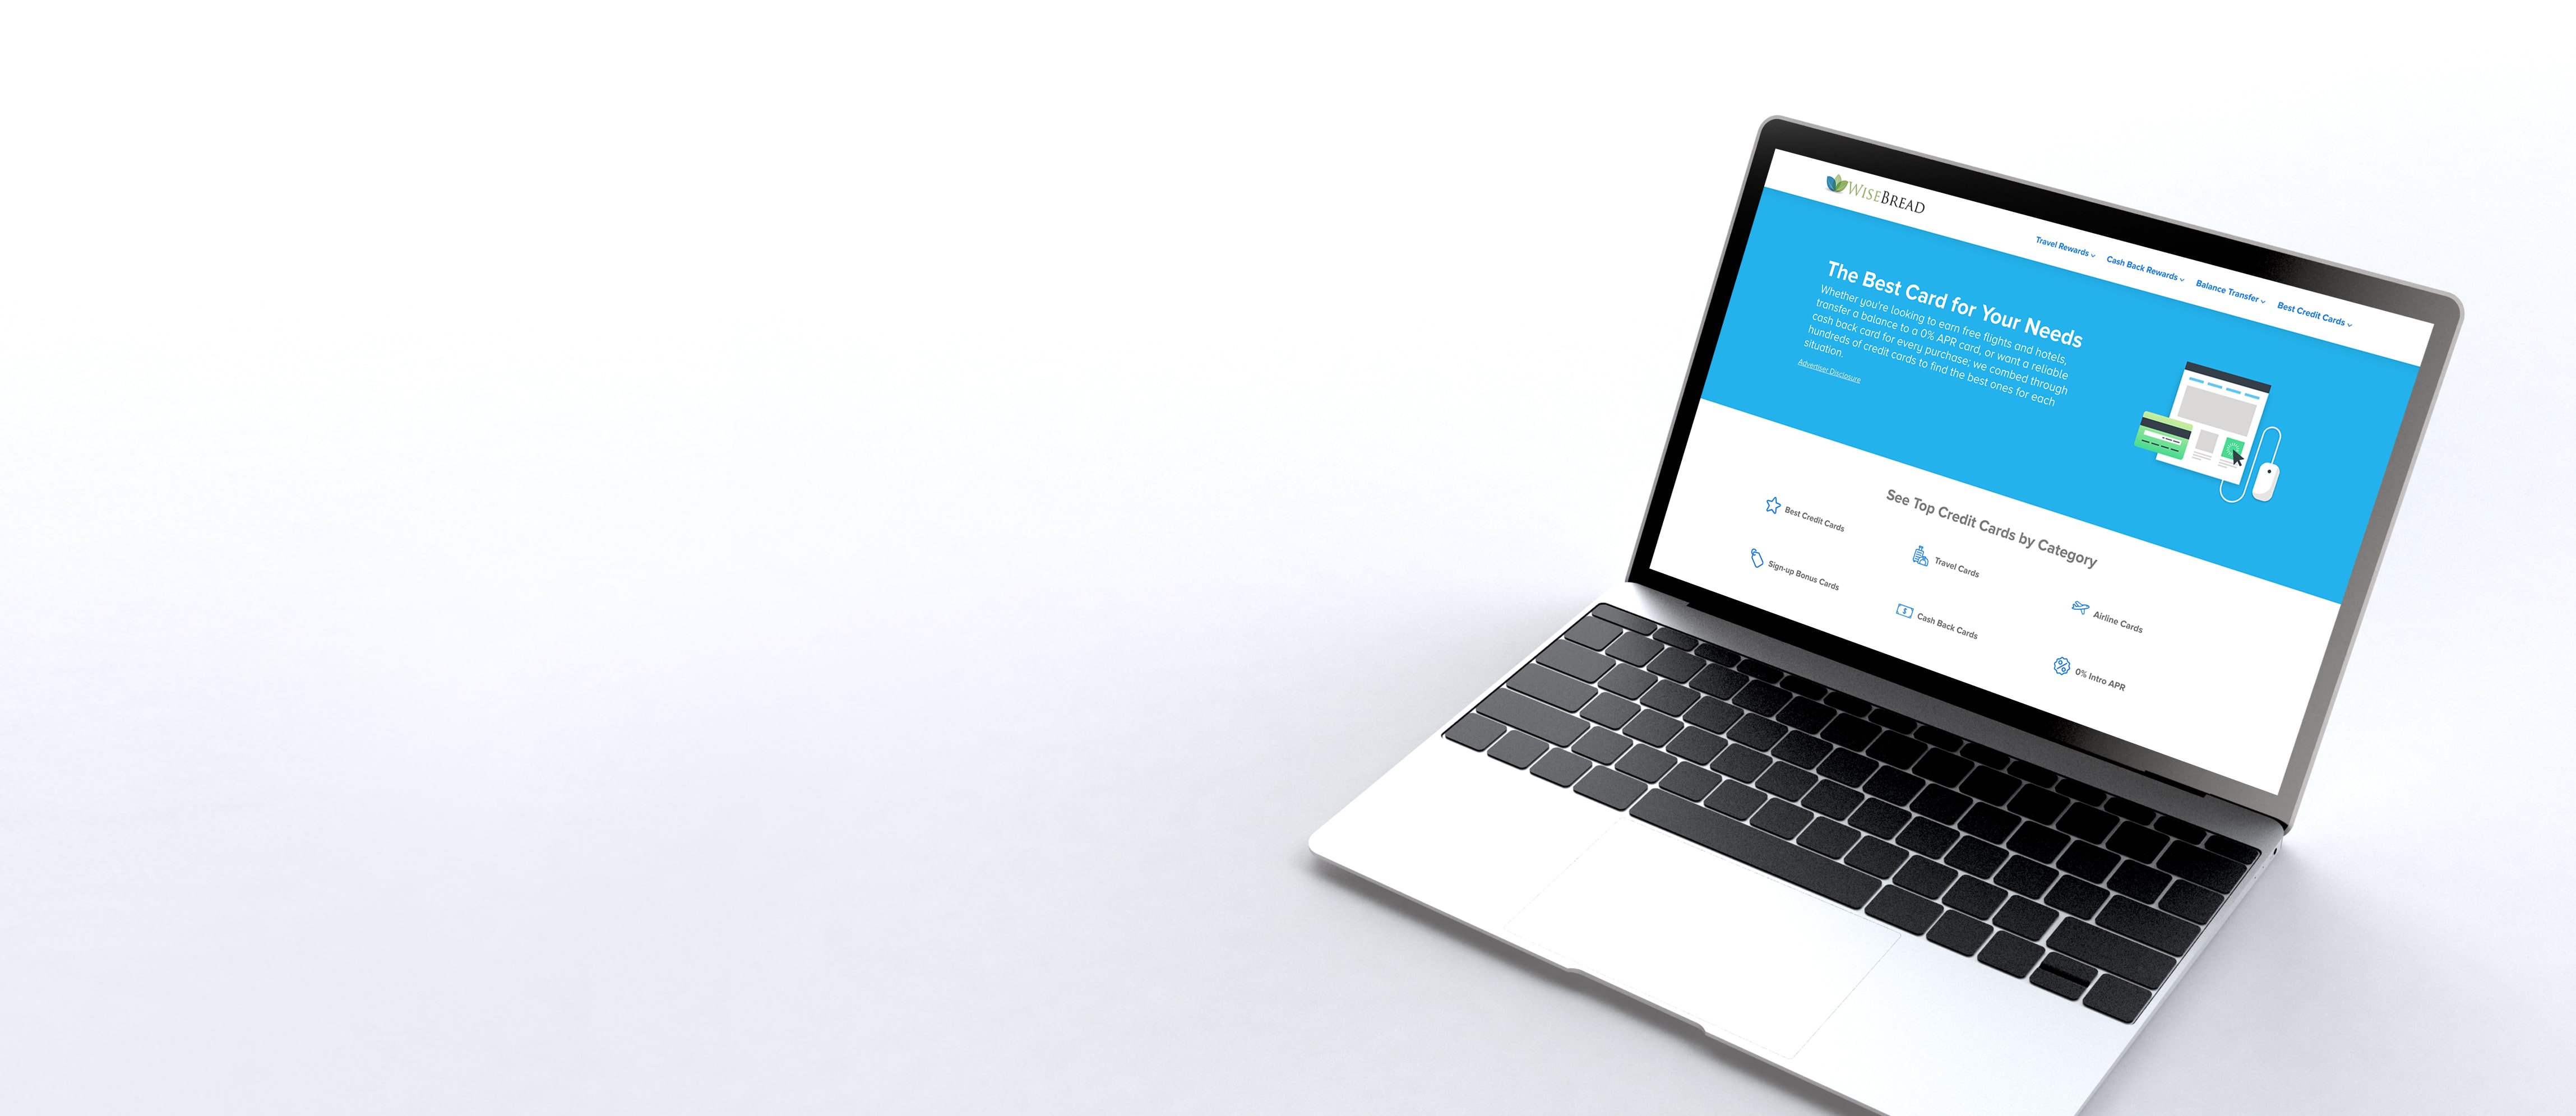 WISEBREAD
Travel Rewards
Cash Back Rewards
Balance Transfer
Best Credit Cards
The Best Card for Your Needs
Whether you're looking to earn free flights and hotels,
transfer a balance to a 0% APR card, or want a reliable
cash back card for every purchase; we combed through
hundreds of credit cards to find the best ones for each
situation.
Advertiser Disclosure
See Top Credit Cards by Category
Best Credit Cards
Travel Cards
Airline Cards
Sign-up Bonus Cards
Cash Back Cards
0% Intro APR